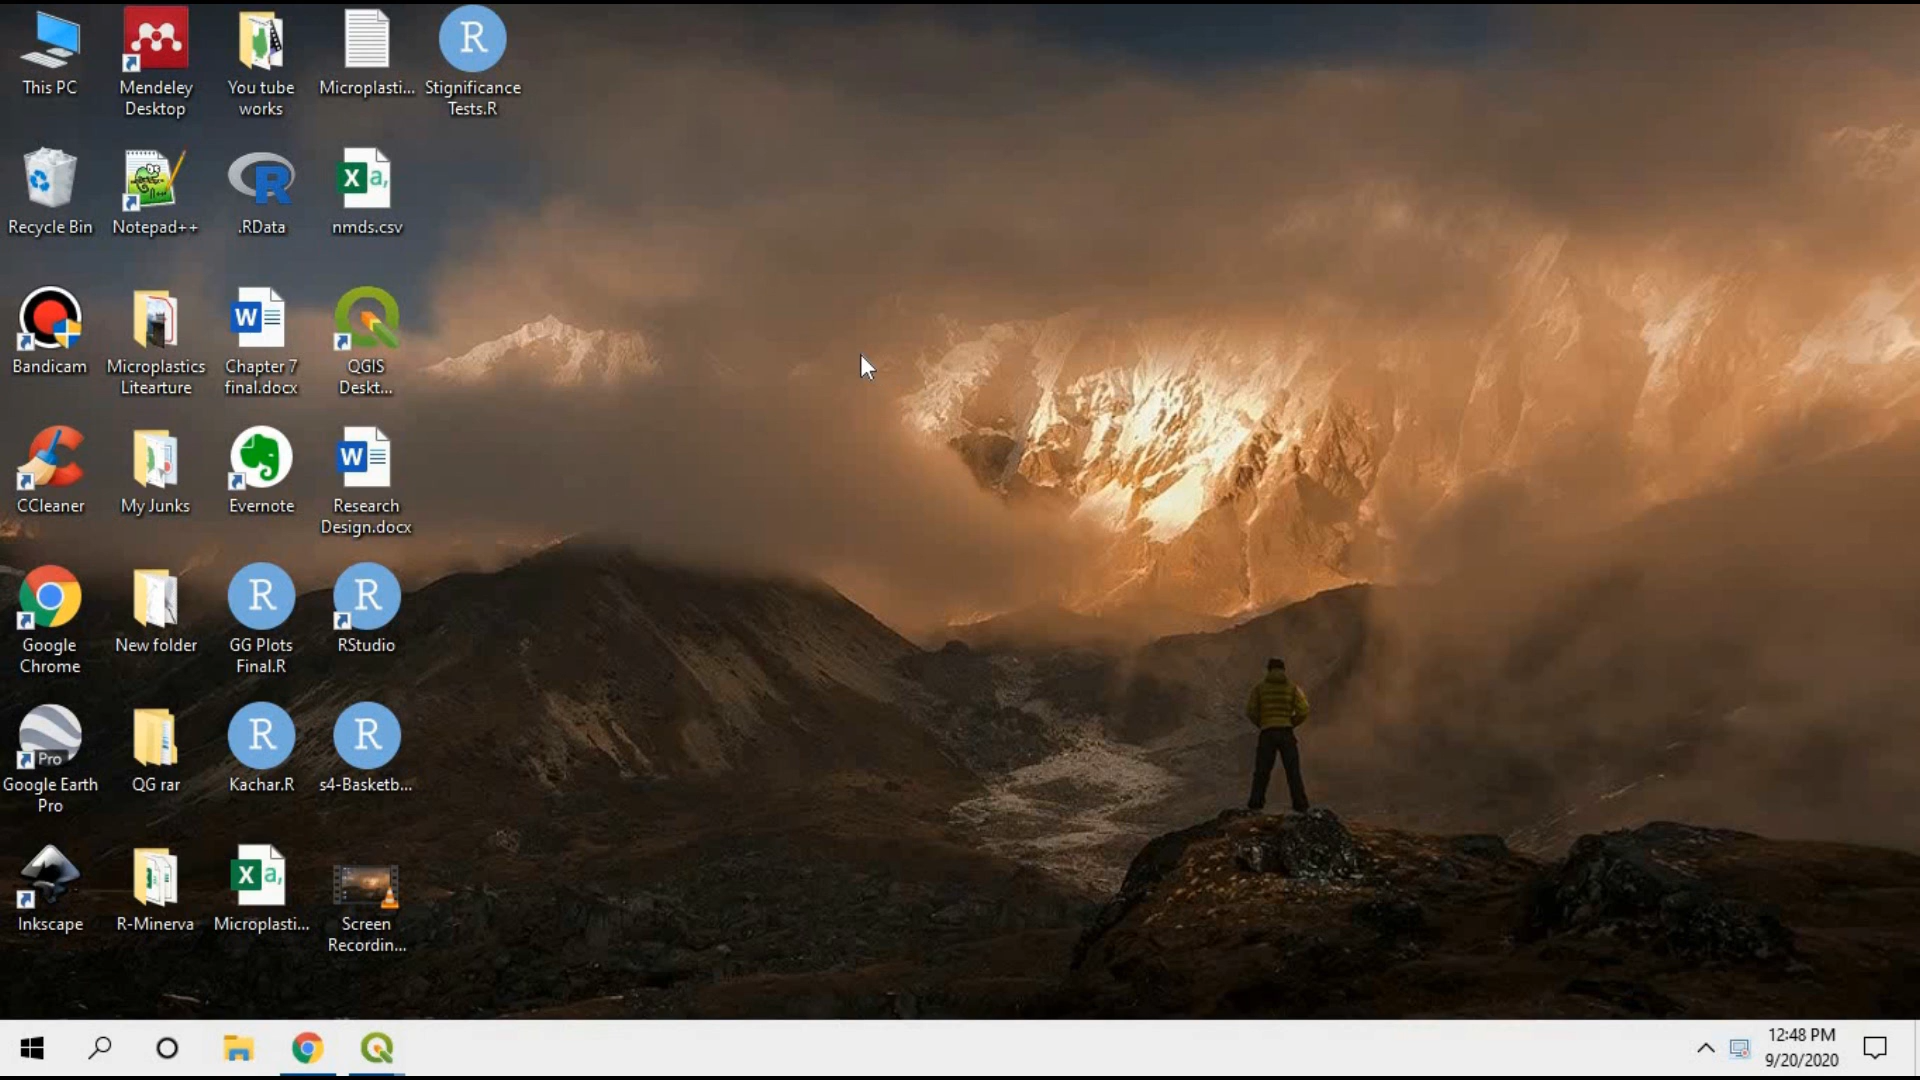 This PC
Mendeley
Desktop
You tube
works
Microplasti...
Stignificance
Tests.R
Recycle Bin
Notepad++
.RData
nmds.csv
Bandicam
Microplastics
Litearture
Chapter 7
final.docx
QGIS
Deskt...
CCleaner
My Junks
Evernote
Research
Design.docx
Google
Chrome
New folder
GG Plots
Final.R
RStudio
Google Earth
Pro
QG rar
Kachar.R
s4-Basketb...
Inkscape
R-Minerva
Microplasti...
Screen
Recordin...
12:48 PM
9/20/2020